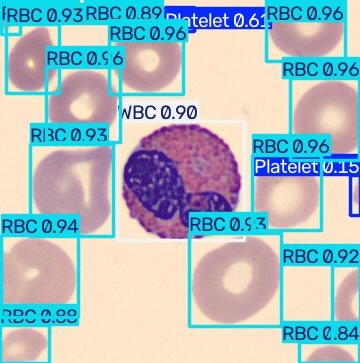 RBC 0.93
RBC 0.89
Platelet 0.61
RBC 0.96
RBC 0.96
RBC 0.96
RBC 0.96
WBC 0.90
RBC 0.93
RBC 0.96
Platelet 0.15
RBC 0.94
RBC 0.93
RBC 0.92
RBC 0.88
RBC 0.84